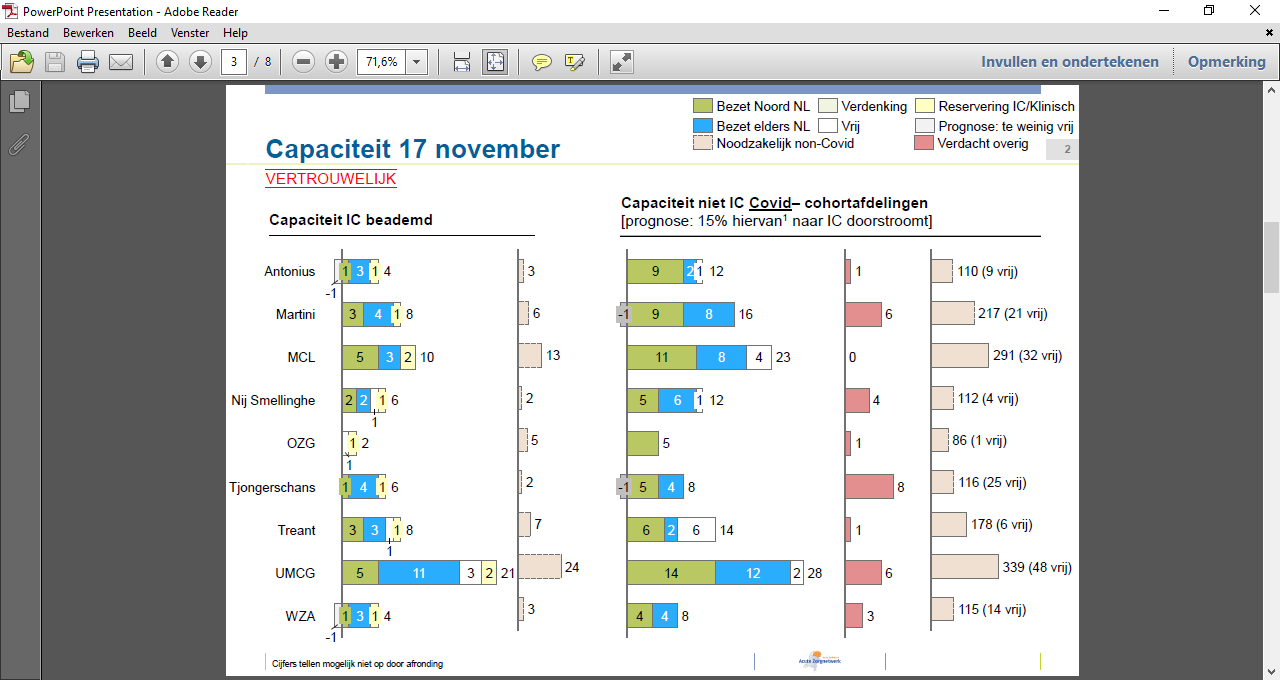 PowerPoint Presentation - Adobe Reader
Bestand Bewerken Beeld Venster Help
3 / 8 71,6% Invullen en ondertekenen Opmerking
Bezet Noord NL Verdenking Reservering IC/Klinisch
Bezet elders NL Vrij Prognose: te weinig vrij
Noodzakelijk non-Covid Verdacht overig
Capaciteit 17 november
2
VERTROUWELIJK
Capaciteit IC beademd
Capaciteit niet IC Covid– cohortafdelingen
[prognose: 15% hiervan1 naar IC doorstroomt]
Antonius 1 3 1 4 3 9 2 1 12 1 110 (9 vrij)
-1
Martini 3 4 1 8 6 -1 9 8 16 6 217 (21 vrij)
MCL 5 3 2 10 13 11 8 4 23 0 291 (32 vrij)
Nij Smellinghe 2 2 1 6 2 5 6 1 12 4 112 (4 vrij)
1
OZG 1 2 5 5 1 86 (1 vrij)
1
Tjongerschans 1 4 1 6 2 -1 5 4 8 8 116 (25 vrij)
Treant 3 3 1 8 7 6 2 6 14 1 178 (6 vrij)
1
UMCG 5 11 3 2 21 24 14 12 2 28 6 339 (48 vrij)
WZA 1 3 1 4 3 4 4 8 3 115 (14 vrij)
-1
Cijfers tellen mogelijk niet op door afronding
Acute Zorgnetwerk